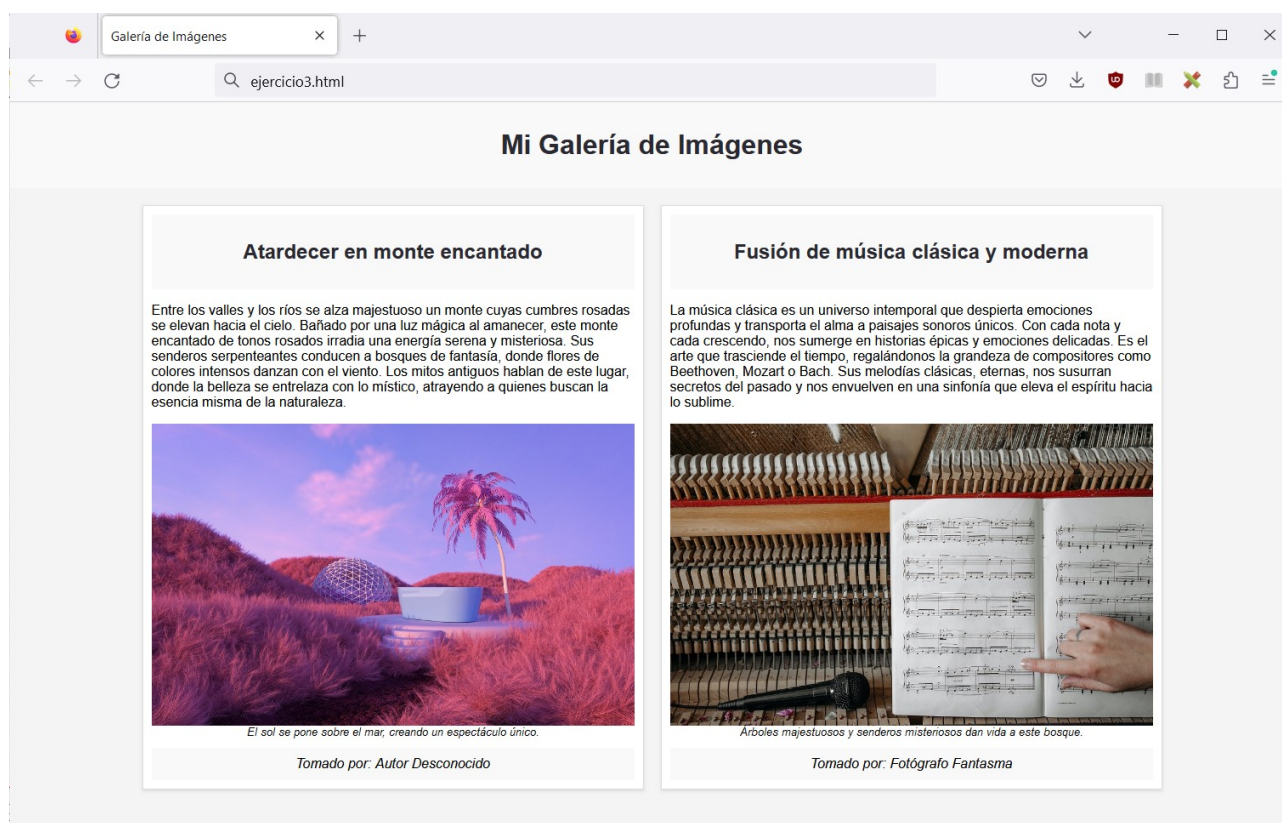 Galería de Imágenes
ejercicio3.html
Mi Galería de Imágenes
Atardecer en monte encantado
Entre los valles y los ríos se alza majestuoso un monte cuyas cumbres rosadas
se elevan hacia el cielo. Bañado por una luz mágica al amanecer, este monte
encantado de tonos rosados irradia una energía serena y misteriosa. Sus
senderos serpenteantes conducen a bosques de fantasía, donde flores de
colores intensos danzan con el viento. Los mitos antiguos hablan de este lugar,
donde la belleza se entrelaza con lo místico, atrayendo a quienes buscan la
esencia misma de la naturaleza.
El sol se pone sobre el mar, creando un espectáculo único.
Tomado por: Autor Desconocido
Fusión de música clásica y moderna
La música clásica es un universo intemporal que despierta emociones
profundas y transporta el alma a paisajes sonoros únicos. Con cada nota y
cada crescendo, nos sumerge en historias épicas y emociones delicadas. Es el
arte que trasciende el tiempo, regalándonos la grandeza de compositores como
Beethoven, Mozart o Bach. Sus melodías clásicas, eternas, nos susurran
secretos del pasado y nos envuelven en una sinfonía que eleva el espíritu hacia
lo sublime.
Árboles majestuosos y senderos misteriosos dan vida a este bosque.
Tomado por: Fotógrafo Fantasma